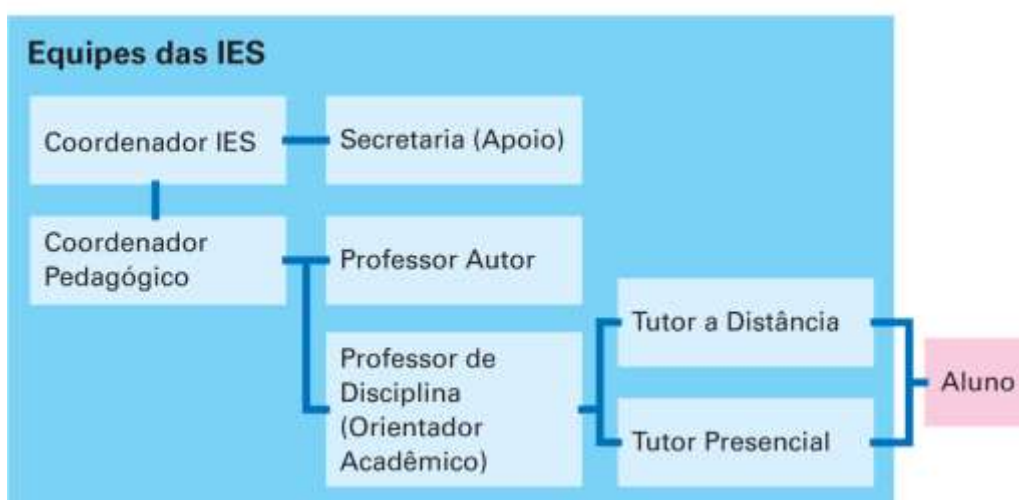 Equipes das IES
Coordenador IES
Secretaria (Apoio)
Coordenador
Pedagógico
Professor Autor
Professor de
Disciplina
(Orientador
Acadêmico)
Tutor a Distância
Tutor Presencial
Aluno